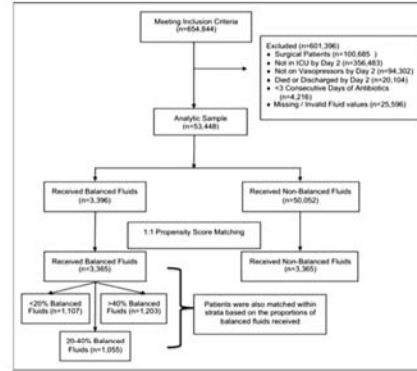 Meeting Inclusion Criteria
(n=654,844)
Excluded (n=601,396)
♦ Surgical Patients (n=100,685 )
♦ Not in ICU by Day 2 (n=356,483)
♦ Not on Vasopressors by Day 2 (n=94,302)
♦ Died or Discharged by Day 2 (n=20,104)
♦ <3 Consecutive Days of Antibiotics
(n=4,216)
♦ Missing / Invalid Fluid values (n=25,596)
Analytic Sample
(n=53,448)
Received Balanced Fluids
(n=3,396)
Received Non-Balanced Fluids
(n=50,052)
1:1 Propensity Score Matching
Received Balanced Fluids
(n=3,365)
Received Non-Balanced Fluids
(n=3,365)
<20% Balanced
Fluids (n=1,107)
>40% Balanced
Fluids (n=1,203)
20-40% Balanced
Fluids (n=1,055)
Patients were also matched within
strata based on the proportions of
balanced fluids received